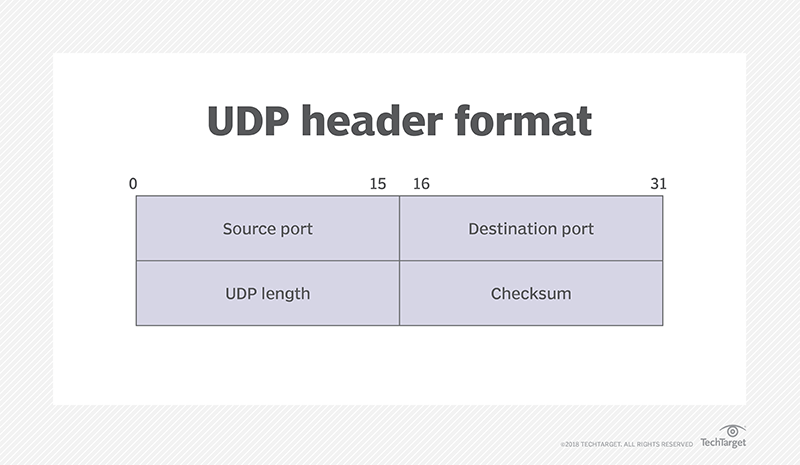 UDP header format
0 15 16 31
Source port Destination port
UDP length Checksum
©2018 TECHTARGET. ALL RIGHTS RESERVED TechTarget